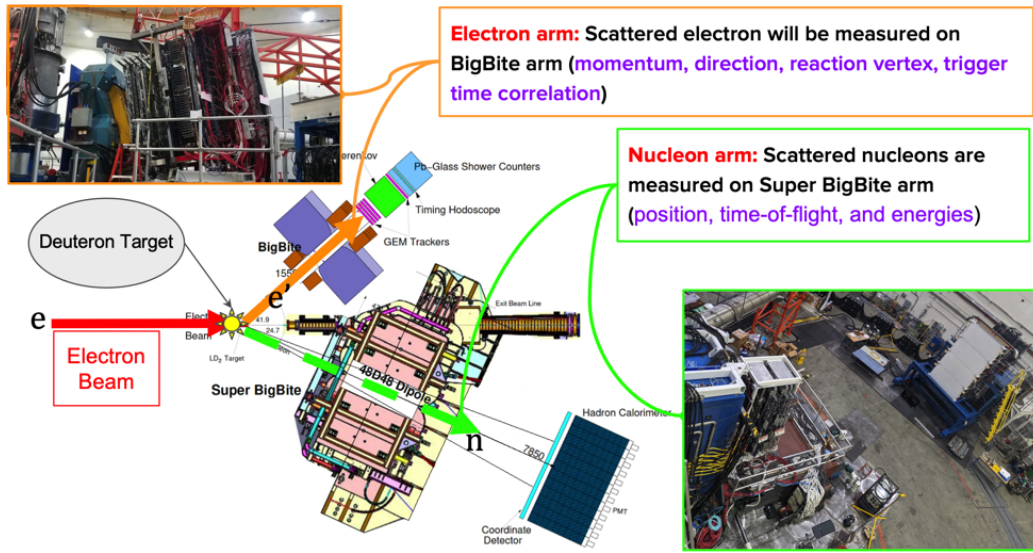 Electron arm: Scattered electron will be measured on
BigBite arm (momentum, direction, reaction vertex, trigger
time correlation)
Nucleon arm: Scattered nucleons are
measured on Super BigBite arm
(position, time-of-flight, and energies)
Pb-Glass Shower Counters
Timing Hodoscope
GEM Trackers
Deuteron Target
BigBite
e'
e
Exit Beam Line
41.9
24.7
Beam
LD2 Target
Electron
Beam
Super BigBite
48D48 Dipole
n
Hadron Calorimeter
7850
PMT
Coordinate
Detector